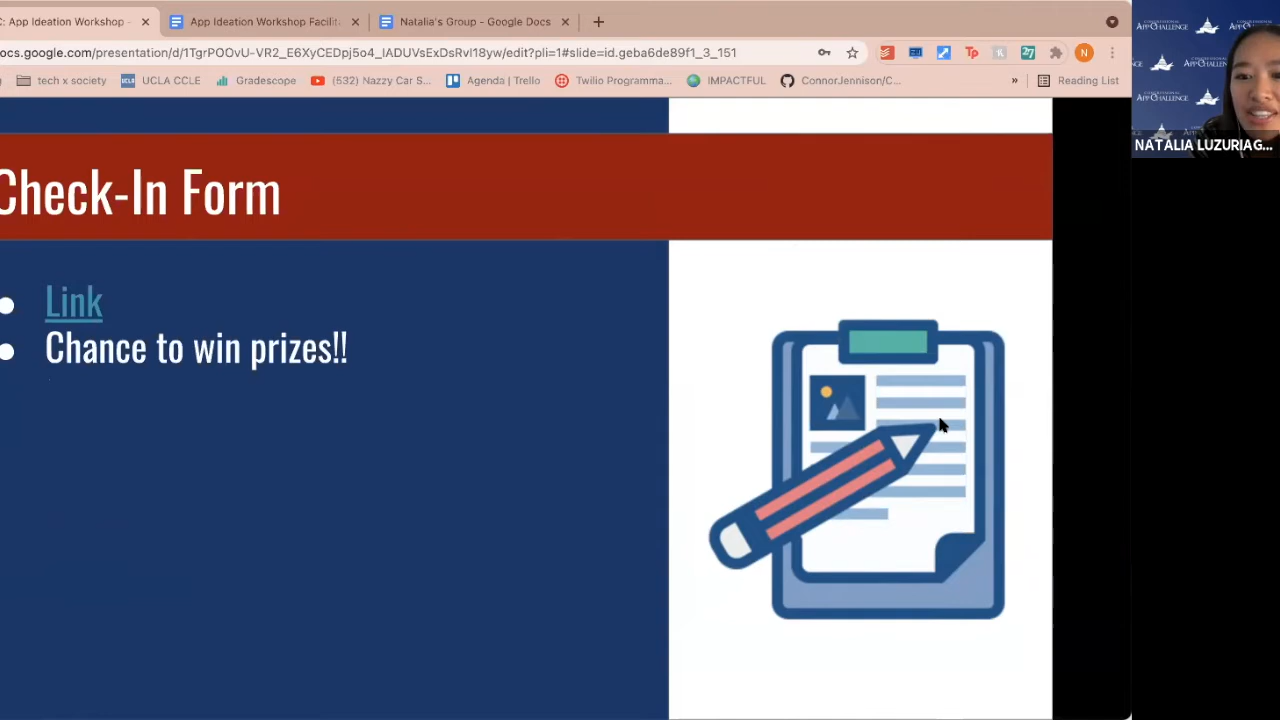 C: App Ideation Workshop -
App Ideation Workshop Facilit
Natalia's Group - Google Docs
ocs.google.com/presentation/d/1TgrPOOvU-VR2_E6XyCEDpj5o4_IADUVsExDsRvl18yw/edit?pli=1#slide=id.geba6de89f1_3_151
tech x society
UCLA CCLE
Gradescope
(532) Nazzy Car S...
Agenda | Trello
Twilio Programma...
IMPACTFUL
ConnorJennison/C...
»
Reading List
APP CHALLENGE
NATALIA LUZURIAG...
Check-In Form
Link
Chance to win prizes!!